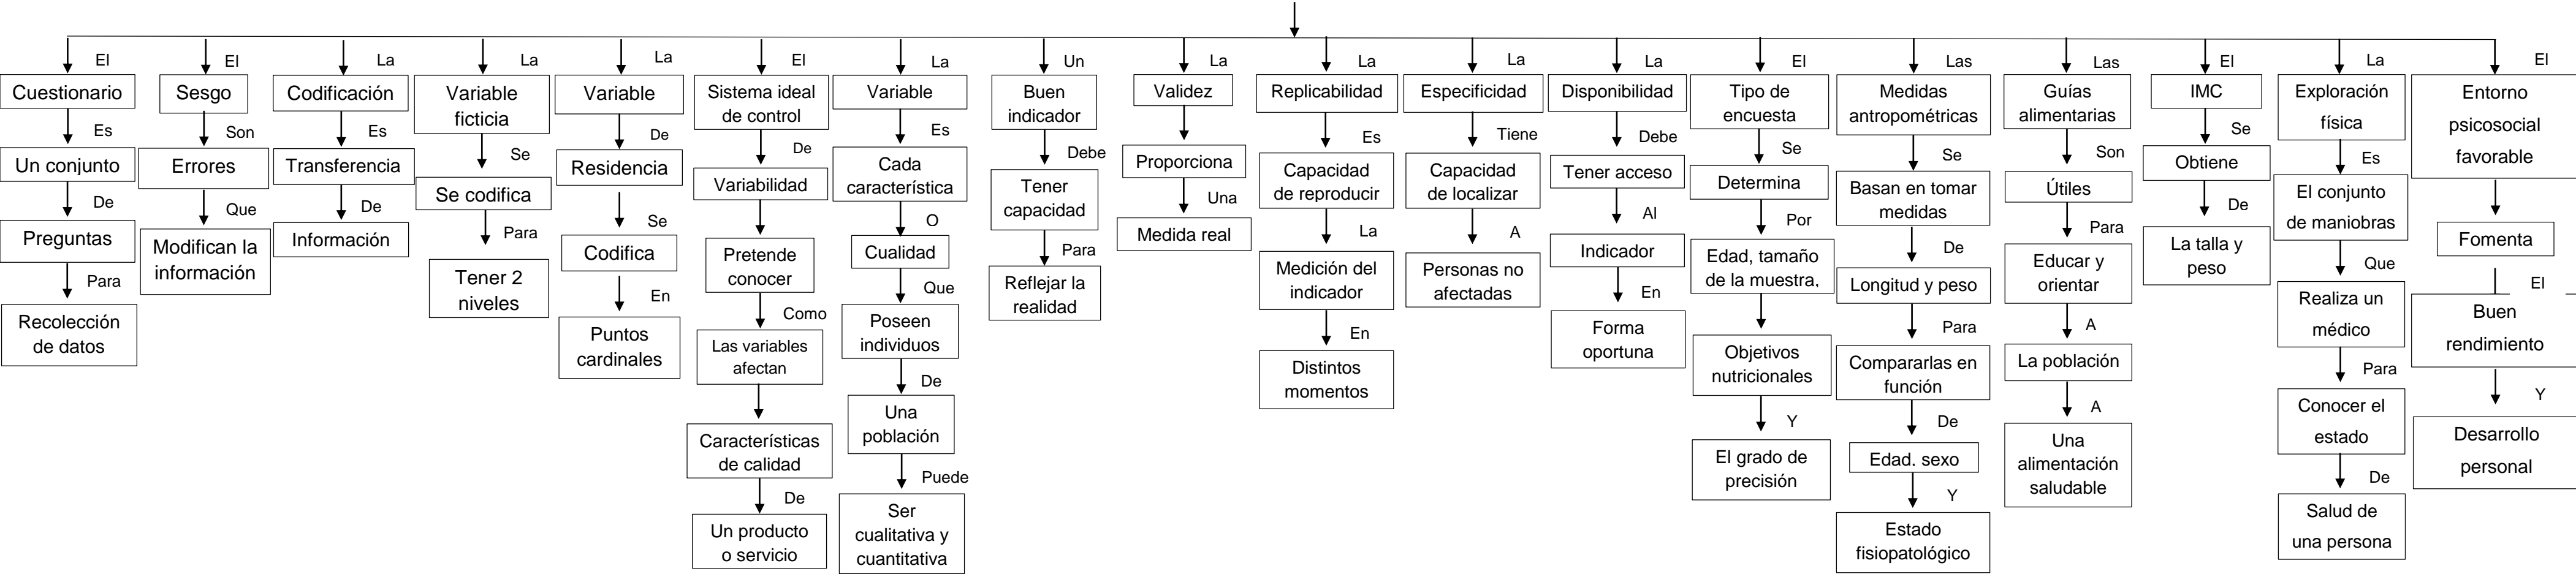 El
Cuestionario
Es
Un conjunto
De
Preguntas
Para
Recolección
de datos
El
Sesgo
Son
Errores
Que
Modifican la
información
La
Codificación
Es
Transferencia
De
Información
La
Variable
ficticia
Se
Se codifica
Para
Tener 2
niveles
La
Variable
De
Residencia
Se
Codifica
En
Puntos
cardinales
El
Sistema ideal
de control
De
Variabilidad
Pretende
conocer
Como
Las variables
afectan
Características
de calidad
De
Un producto
o servicio
La
Variable
Es
Cada
característica
O
Cualidad
Que
Poseen
individuos
De
Una
población
Puede
Ser
cualitativa y
cuantitativa
Un
Buen
indicador
Debe
Tener
capacidad
Para
Reflejar la
realidad
La
Validez
Proporciona
Una
Medida real
La
Replicabilidad
Es
Capacidad
de reproducir
La
Medición del
indicador
En
Distintos
momentos
La
Especificidad
Tiene
Capacidad
de localizar
A
Personas no
afectadas
La
Disponibilidad
Debe
Tener acceso
Al
Indicador
En
Forma
oportuna
El
Tipo de
encuesta
Se
Determina
Por
Edad, tamaño
de la muestra,
Objetivos
nutricionales
Y
El grado de
precisión
Las
Medidas
antropométricas
Se
Basan en tomar
medidas
De
Longitud y peso
Para
Compararlas en
función
De
Edad, sexo
Y
Estado
fisiopatológico
Las
Guías
alimentarias
Son
Útiles
Para
Educar y
orientar
A
La población
A
Una
alimentación
saludable
El
IMC
Se
Obtiene
De
La talla y
peso
La
Exploración
física
Es
El conjunto
de maniobras
Que
Realiza un
médico
Para
Conocer el
estado
De
Salud de
una persona
El
Entorno
psicosocial
favorable
Fomenta
El
Buen
rendimiento
Y
Desarrollo
personal